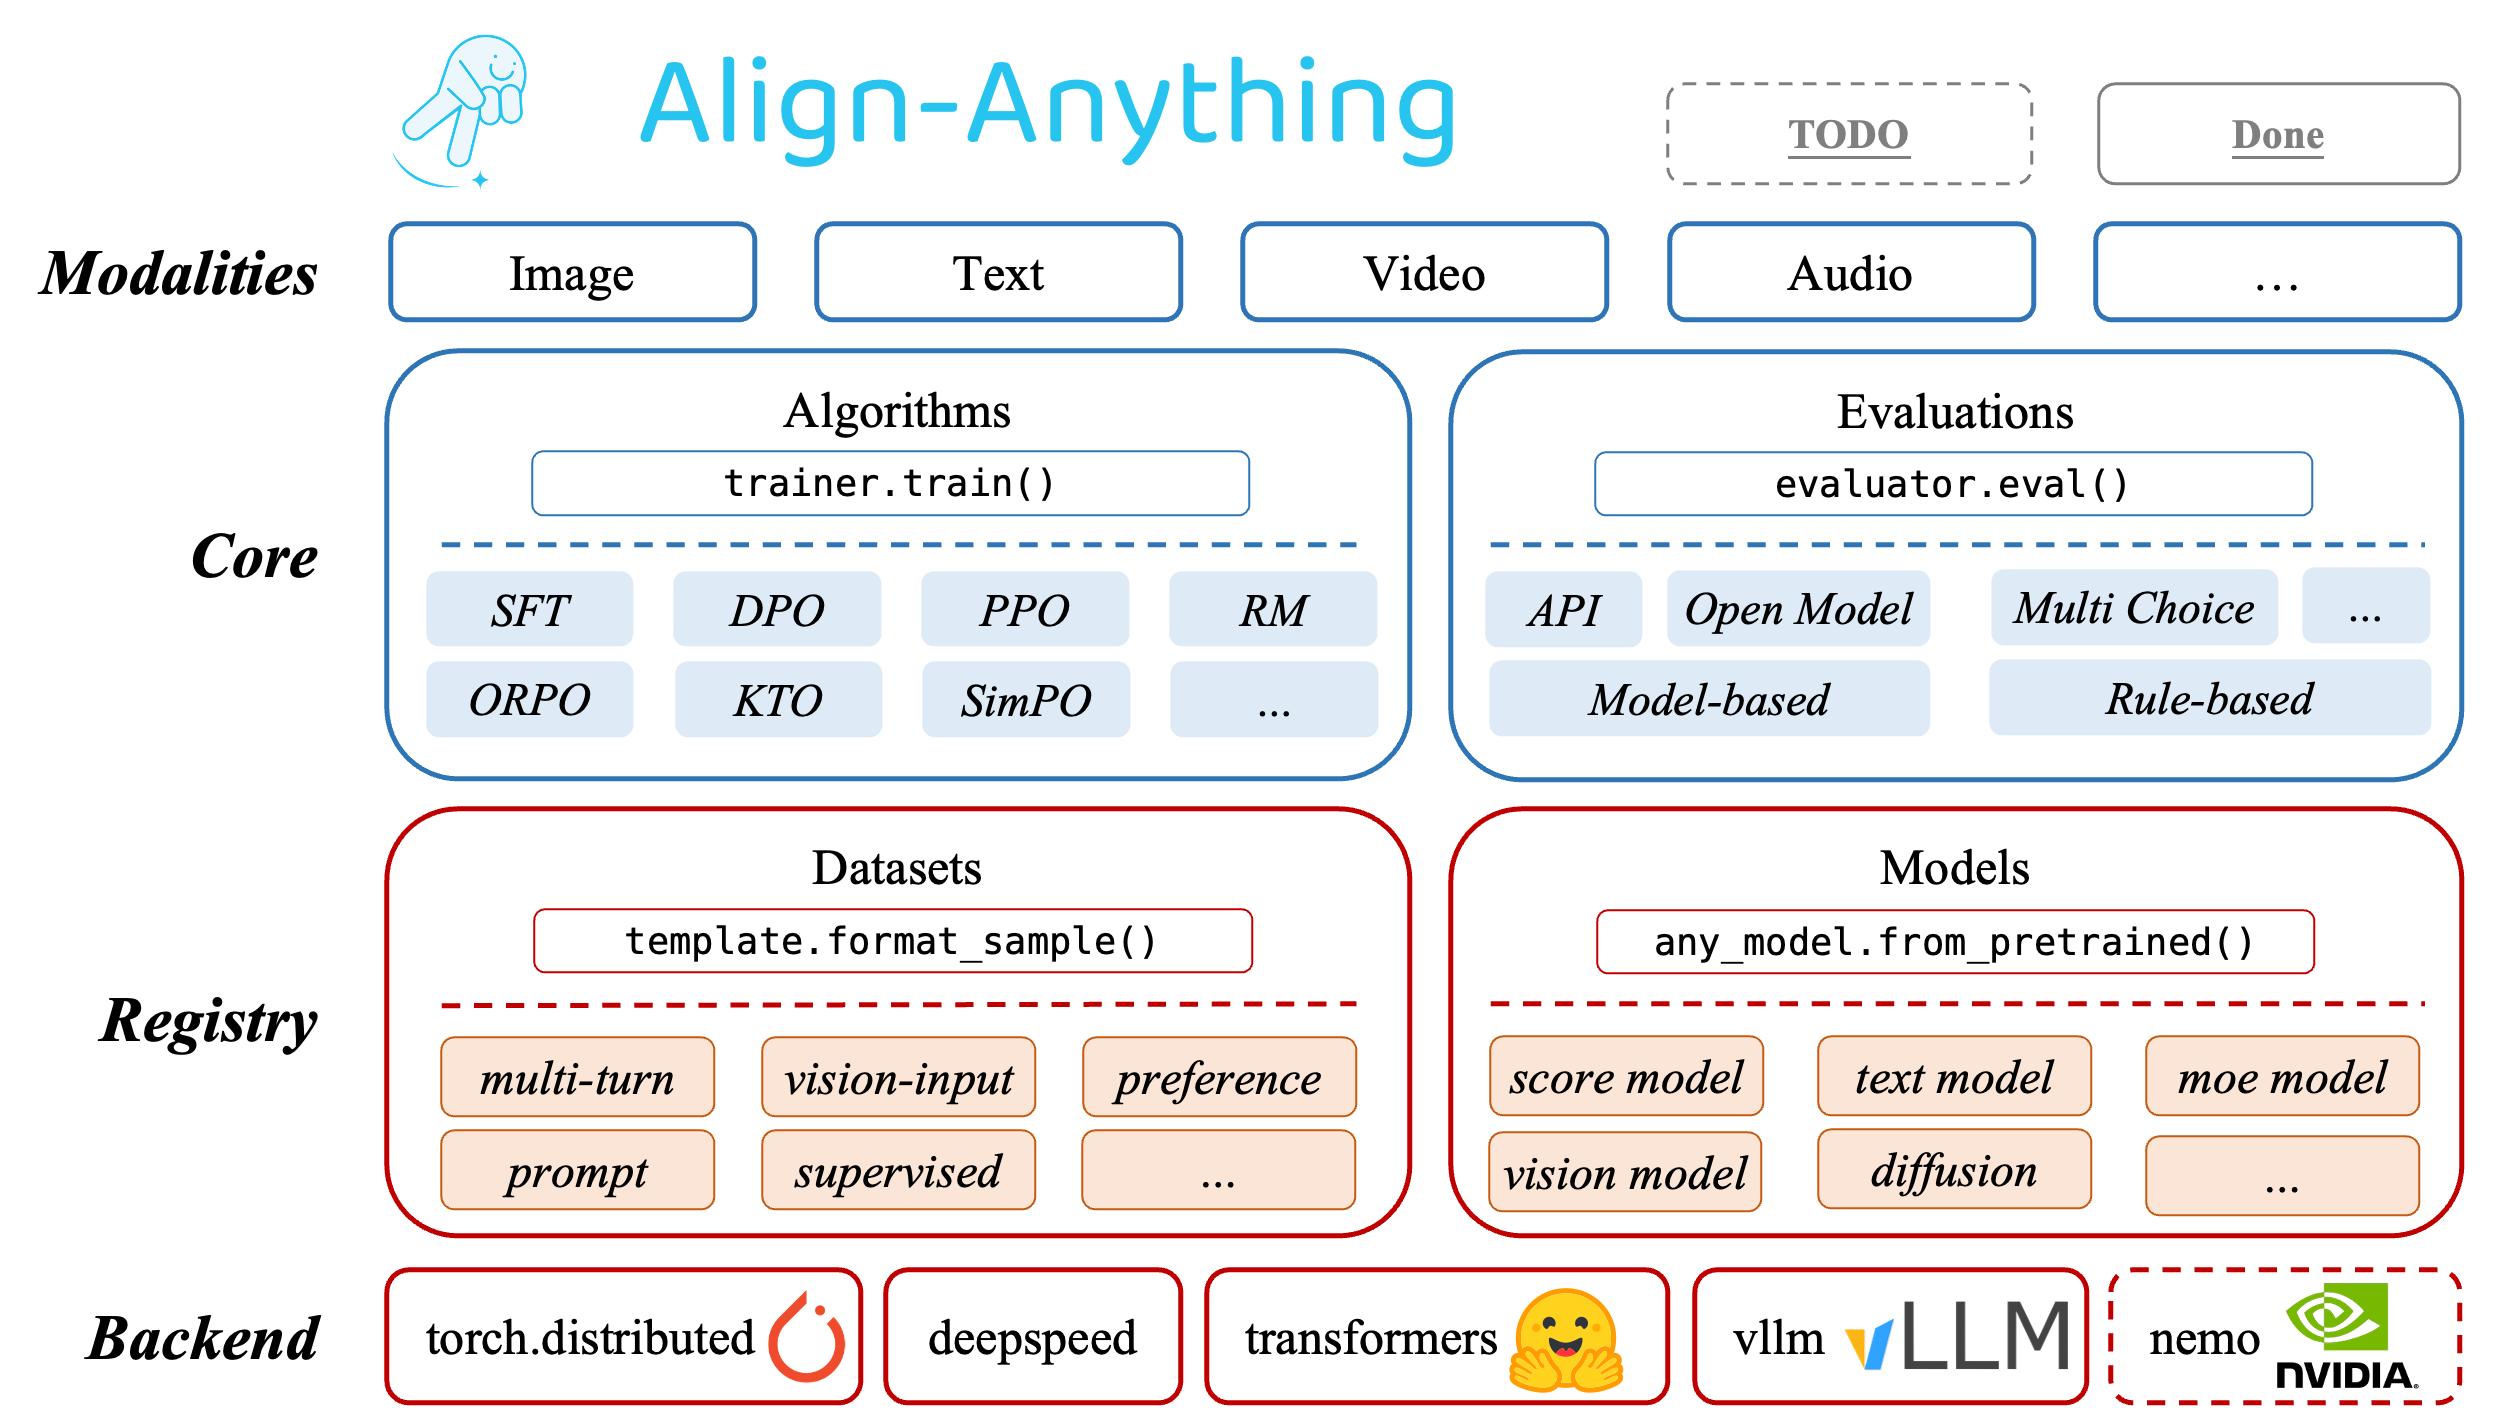 Align-Anything
TODO
Done
Modalities
Image
Text
Video
Audio
...
Core
Algorithms
trainer.train()
SFT
DPO
PPO
RM
ORPO
KTO
SimPO
...
Evaluations
evaluator.eval()
API
Open Model
Multi Choice
...
Model-based
Rule-based
Registry
Datasets
template.format_sample()
multi-turn
vision-input
preference
prompt
supervised
...
Models
any_model.from_pretrained()
score model
text model
moe model
vision model
diffusion
...
Backend
torch.distributed
deepspeed
transformers
vllm
vLLM
nemo
NVIDIA.